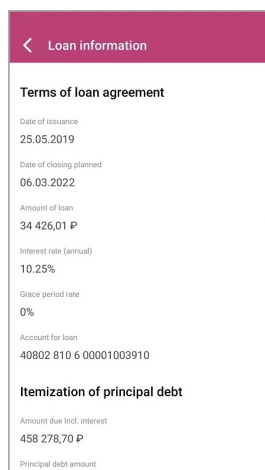 Loan information
Terms of loan agreement
Date of issuance
25.05.2019
Date of closing planned
06.03.2022
Amount of loan
34 426,01 ₽
Interest rate (annual)
10.25%
Grace period rate
0%
Account for loan
40802 810 6 00001003910
Itemization of principal debt
Amount due Incl. interest
458 278,70 ₽
Principal debt amount